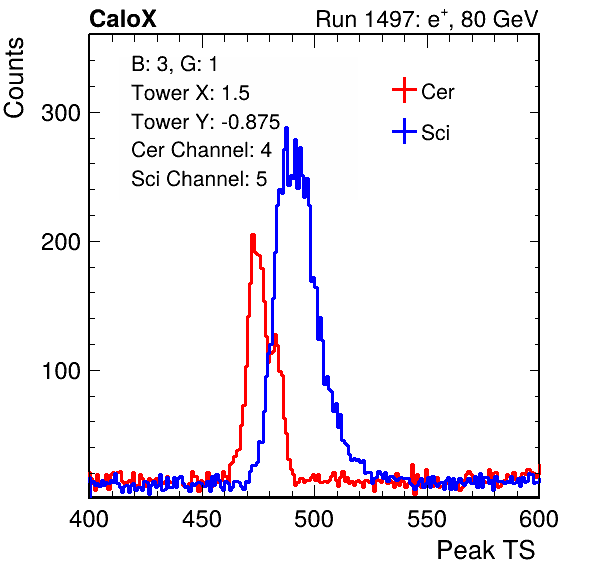 CaloX
Run 1497: e+, 80 GeV
Counts
B: 3, G: 1
Tower X: 1.5
Tower Y: -0.875
Cer Channel: 4
Sci Channel: 5
Cer
Sci
300
200
100
400 450 500 550 600
Peak TS